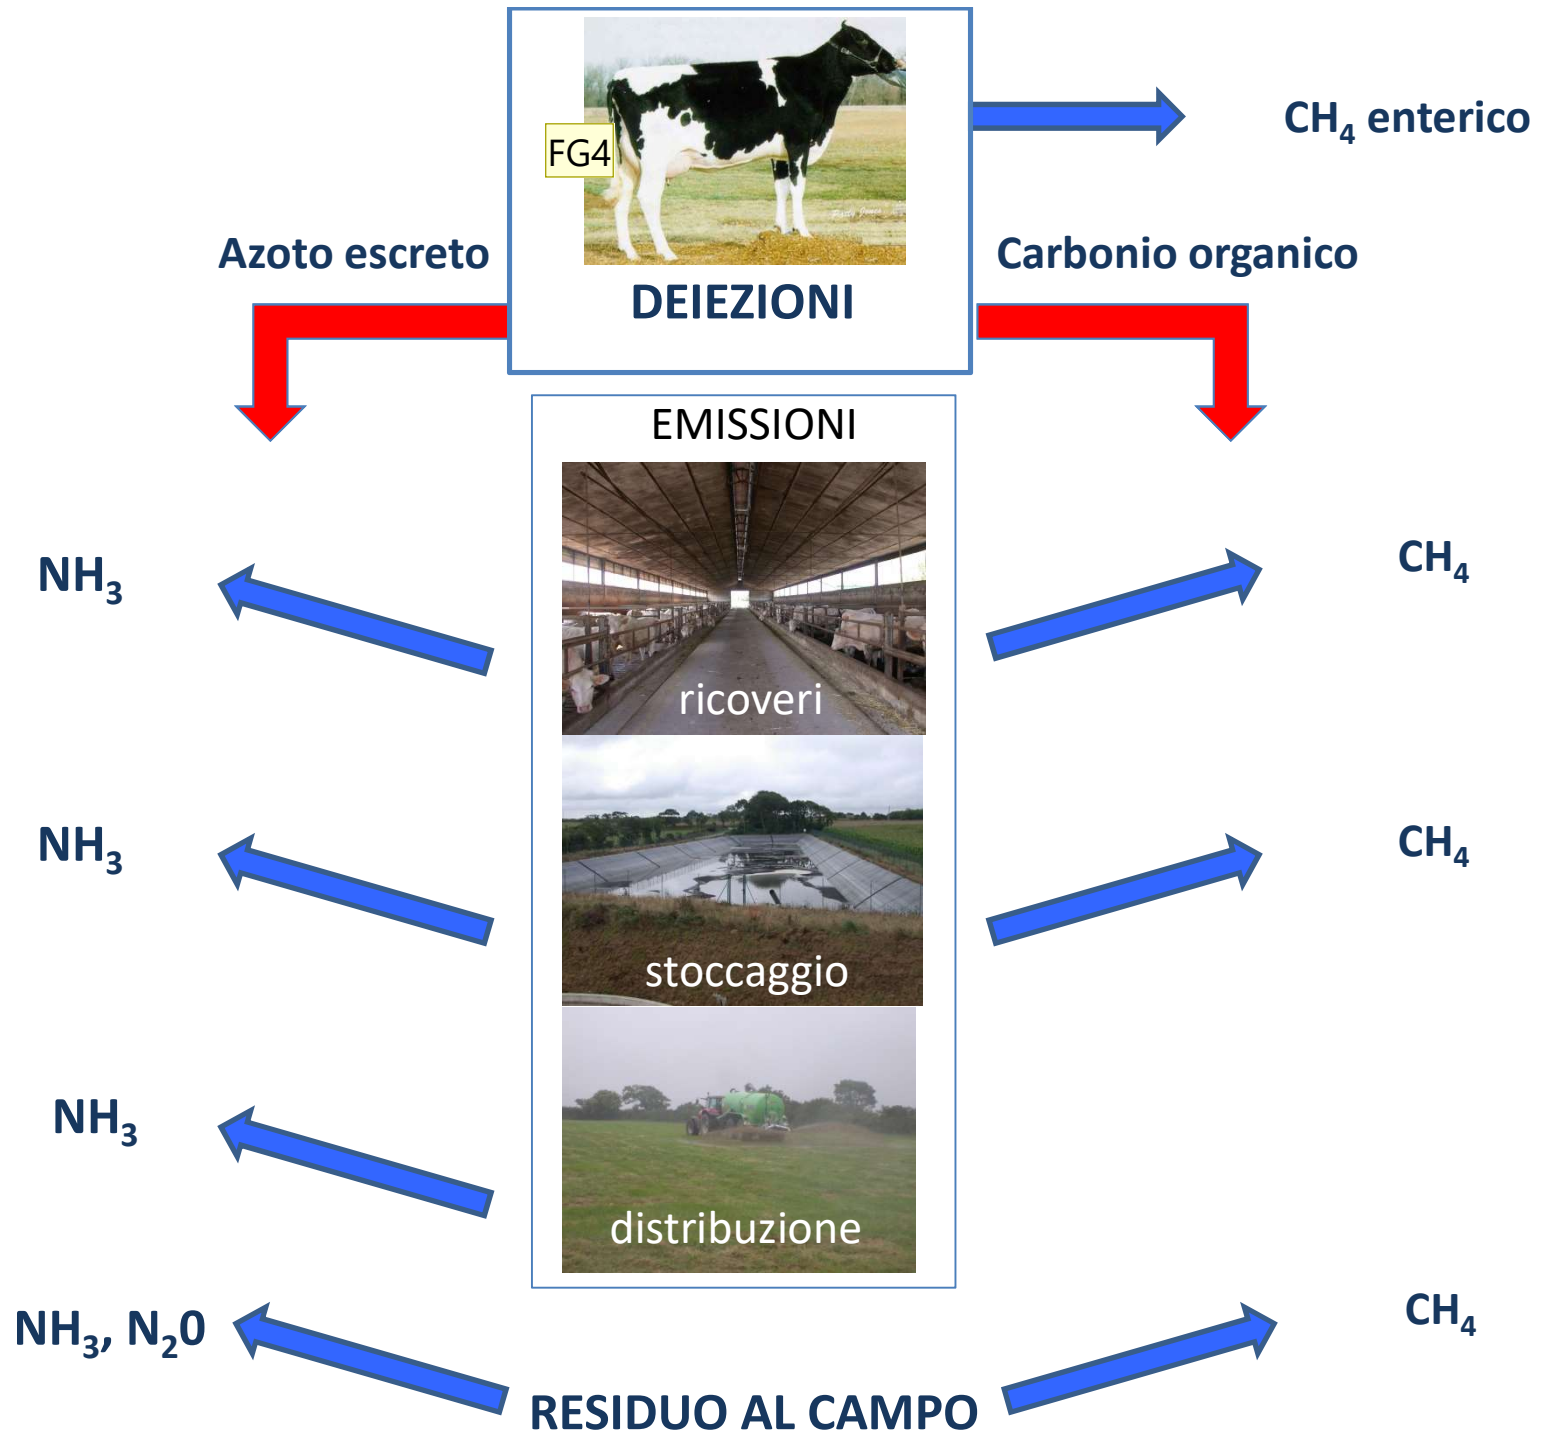 CH₄ enterico
FG4
Azoto escreto
Carbonio organico
DEIEZIONI
EMISSIONI
NH₃
CH₄
ricoveri
NH₃
CH₄
stoccaggio
NH₃
distribuzione
NH₃, N₂0
CH₄
RESIDUO AL CAMPO